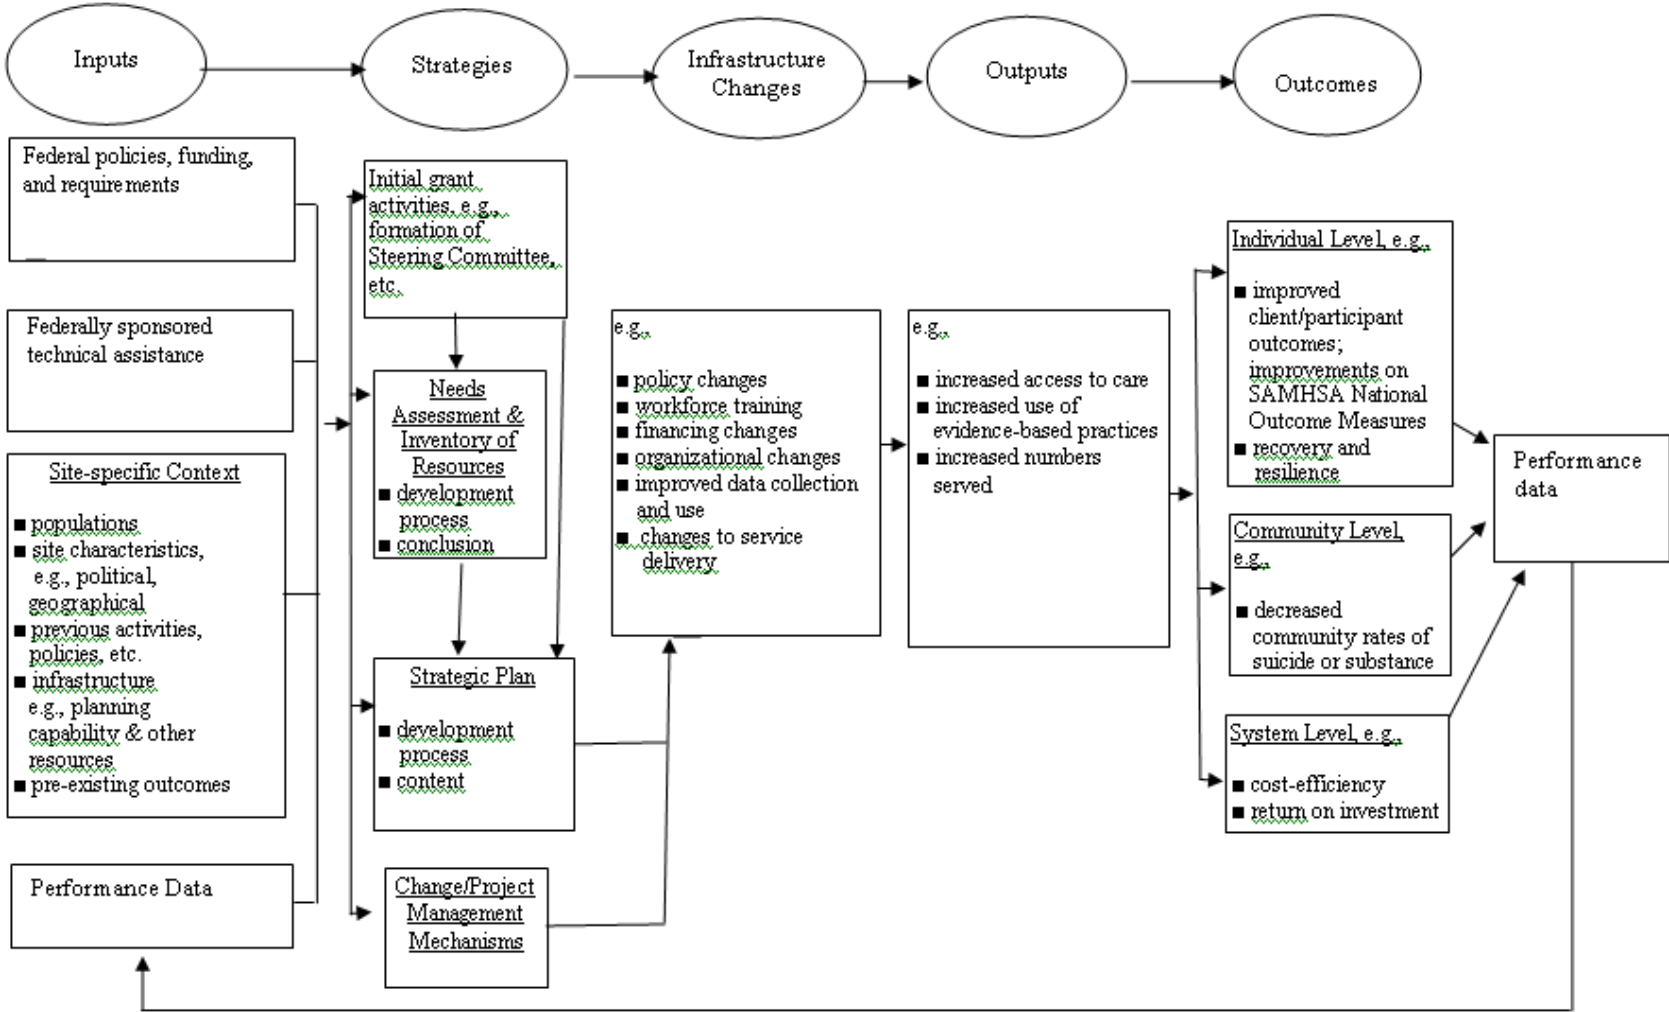 Inputs
Strategies
Infrastructure
Changes
Outputs
Outcomes
Federal policies, funding,
and requirements
Federally sponsored
technical assistance
Site-specific Context
■ populations
■ site characteristics,
e.g., political,
geographical
■ previous activities,
policies, etc.
■ infrastructure
e.g., planning
capability & other
resources
■ pre-existing outcomes
Performance Data
Initial grant
activities, e.g.,
formation of
Steering Committee,
etc.
Needs
Assessment &
Inventory of
Resources
■ development
process
■ conclusion
Strategic Plan
■ development
process
■ content
Change/Project
Management
Mechanisms
e.g.,
■ policy changes
■ workforce training
■ financing changes
■ organizational changes
■ improved data collection
and use
■ changes to service
delivery
e.g.,
■ increased access to care
■ increased use of
evidence-based practices
■ increased numbers
served
Individual Level, e.g.,
■ improved
client/participant
outcomes;
improvements on
SAMHSA National
Outcome Measures
■ recovery and
resilience
Community Level,
e.g.,
■ decreased
community rates of
suicide or substance
System Level, e.g.,
■ cost-efficiency
■ return on investment
Performance
data